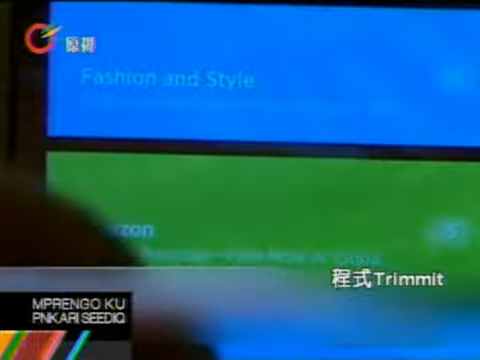 原視
Fashion and Style
程式Trimmit
MPRENGO KU
PNKARI SEEDIQ